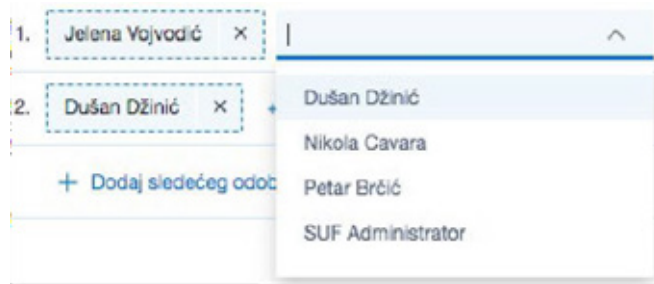 1. Jelena Vojvodić ×
2. Dušan Džinić × +
+ Dodaj sledećeg odob
Dušan Džinić
Nikola Cavara
Petar Brčić
SUF Administrator